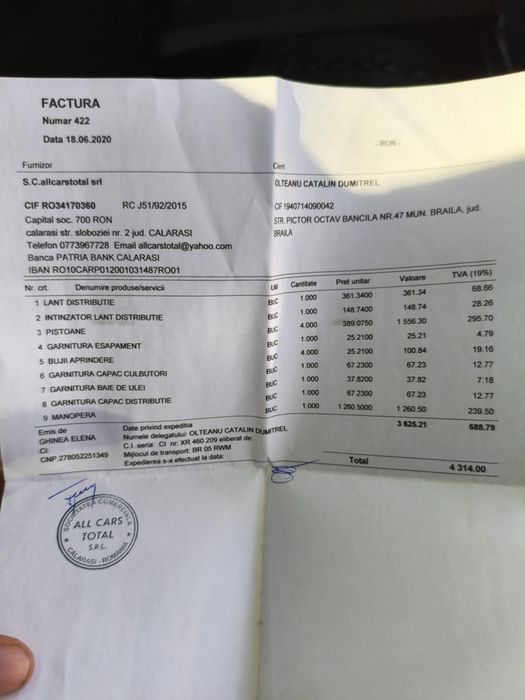 FACTURA
Numar 422
Data 18.06.2020
- RON -
Furnizor
Client
S.C.allcarstotal srl
OLTEANU CATALIN DUMITREL
CIF RO34170360 RC J51/92/2015
CIF 1940714090042
Capital soc. 700 RON
STR. PICTOR OCTAV BANCILA NR.47 MUN. BRAILA, jud.
BRAILA
calarasi str. sloboziei nr. 2 jud. CALARASI
Telefon 0773967728 Email allcarstotal@yahoo.com
Banca PATRIA BANK CALARASI
IBAN RO10CARP012001031487RO01
Nr. crt. Denumire produse/servicii UM Cantitate Pret unitar Valoare TVA (19%)
1 LANT DISTRIBUTIE BUC 1.000 361.3400 361.34 68.66
2 INTINZATOR LANT DISTRIBUTIE BUC 1.000 148.7400 148.74 28.26
3 PISTOANE BUC 4.000 389.0750 1 556.30 295.70
4 GARNITURA ESAPAMENT BUC 1.000 25.2100 25.21 4.79
5 BUJII APRINDERE BUC 4.000 25.2100 100.84 19.16
6 GARNITURA CAPAC CULBUTORI BUC 1.000 67.2300 67.23 12.77
7 GARNITURA BAIE DE ULEI BUC 1.000 37.8200 37.82 7.18
8 GARNITURA CAPAC DISTRIBUTIE BUC 1.000 67.2300 67.23 12.77
9 MANOPERA BUC 1.000 1 260.5000 1 260.50 239.50
3 625.21 688.79
Emis de
GHINEA ELENA
CI:
CNP 278052251349
Date privind expeditia
Numele delegatului: OLTEANU CATALIN DUMITREL
C.I. seria: CI nr: XR 460.209 eliberat de:
Mijlocul de transport: BR 05 RWM
Expedierea s-a efectuat la data:
Total 4 314.00
SOCIETATEA COMERCIALA
ALL CARS
TOTAL
S.R.L.
CALARASI - ROMANIA